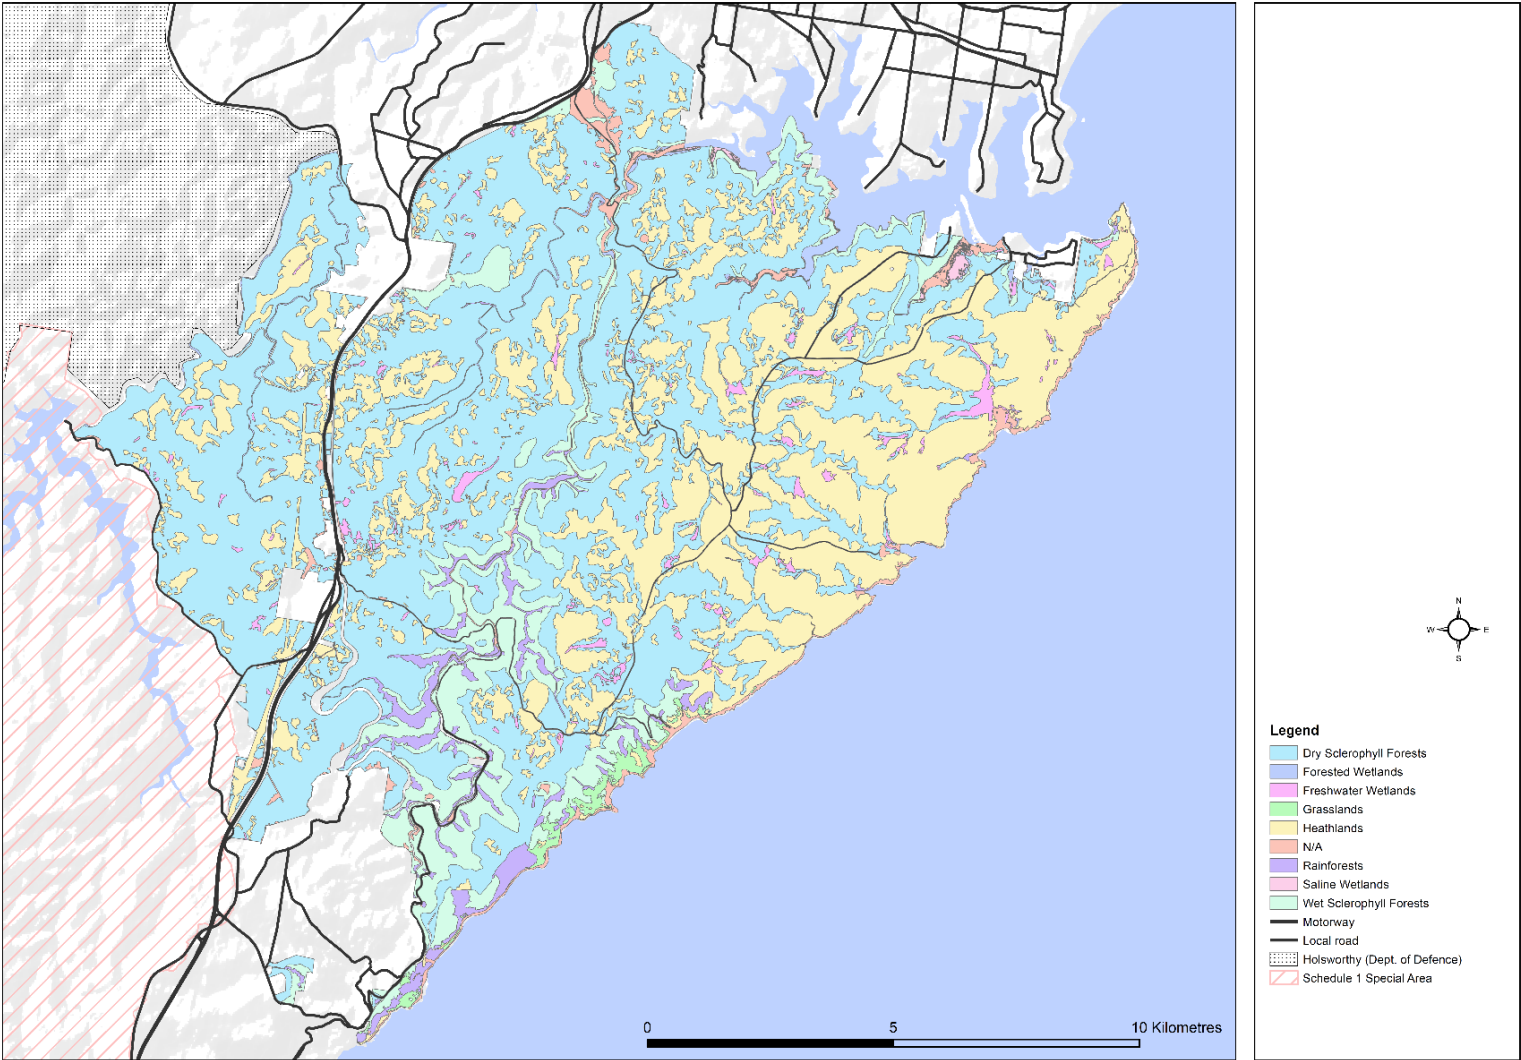 N
W E
S
Legend
Dry Sclerophyll Forests
Forested Wetlands
Freshwater Wetlands
Grasslands
Heathlands
N/A
Rainforests
Saline Wetlands
Wet Sclerophyll Forests
Motorway
Local road
Holsworthy (Dept. of Defence)
Schedule 1 Special Area
0 5 10 Kilometres